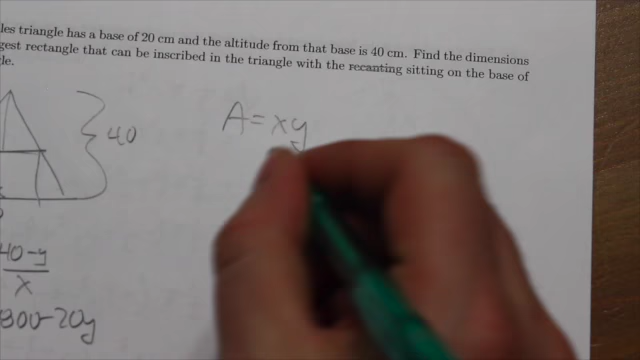 les triangle has a base of 20 cm and the altitude from that base is 40 cm. Find the dimensions
gest rectangle that can be inscribed in the triangle with the recanting sitting on the base of
gle.
40
A=xy
40-y
x
800-20y